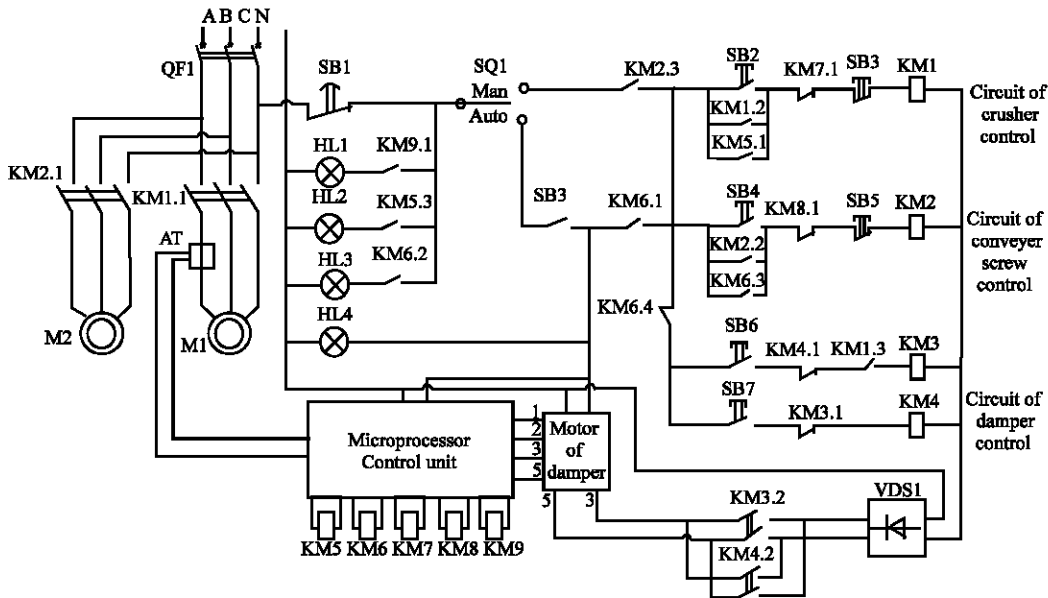 A B C N
QF1
SB1
SQ1
Man
Auto
KM2.3
SB2
KM7.1
SB3
KM1
Circuit of
crusher
control
KM1.2
KM5.1
HL1
KM9.1
KM2.1
KM1.1
HL2
KM5.3
SB3
KM6.1
SB4
KM8.1
SB5
KM2
Circuit of
conveyer
screw
control
KM2.2
KM6.3
AT
HL3
KM6.2
HL4
KM6.4
M2
M1
SB6
KM4.1
KM1.3
KM3
SB7
KM3.1
KM4
Circuit of
damper
control
Microprocessor
Control unit
1
2
3
5
Motor
of
damper
5
3
KM3.2
VDS1
KM4.2
KM5
KM6
KM7
KM8
KM9